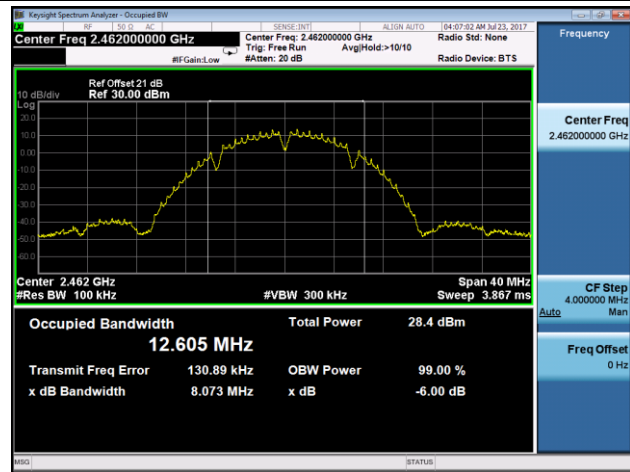 Keysight Spectrum Analyzer - Occupied BW
LXI RF 50 Ω AC SENSE:INT ALIGN AUTO 04:07:02 AM Jul 23, 2017
Center Freq 2.462000000 GHz Center Freq: 2.462000000 GHz Radio Std: None Frequency
Trig: Free Run Avg|Hold:>10/10
#IFGain:Low #Atten: 20 dB Radio Device: BTS
Ref Offset 21 dB
10 dB/div Ref 30.00 dBm
Log
20.0
10.0
0.00
-10.0
-20.0
-30.0
-40.0
-50.0
-60.0
Center Freq
2.462000000 GHz
Center 2.462 GHz Span 40 MHz
#Res BW 100 kHz #VBW 300 kHz Sweep 3.867 ms
CF Step
4.000000 MHz
Auto Man
Occupied Bandwidth Total Power 28.4 dBm
12.605 MHz
Transmit Freq Error 130.89 kHz OBW Power 99.00 %
x dB Bandwidth 8.073 MHz x dB -6.00 dB
Freq Offset
0 Hz
MSG STATUS